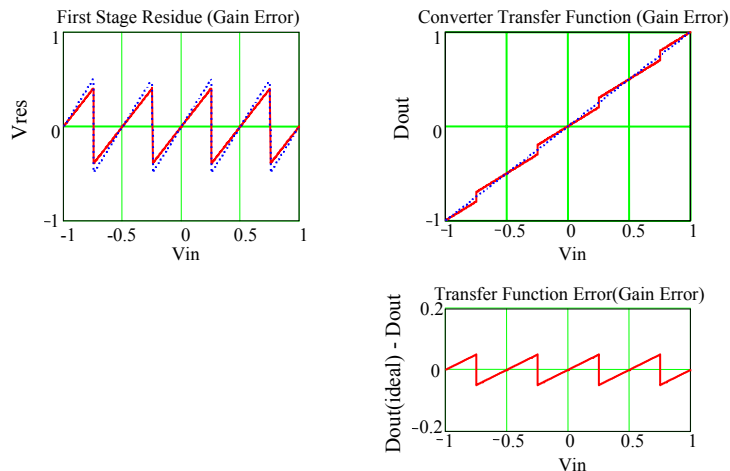 First Stage Residue (Gain Error)
1
0
−1
Vres
-1 -0.5 0 0.5 1
Vin
Converter Transfer Function (Gain Error)
1
0
−1
Dout
−1 −0.5 0 0.5 1
Vin
Transfer Function Error(Gain Error)
0.2
0
−0.2
Dout(ideal) - Dout
−1 −0.5 0 0.5 1
Vin